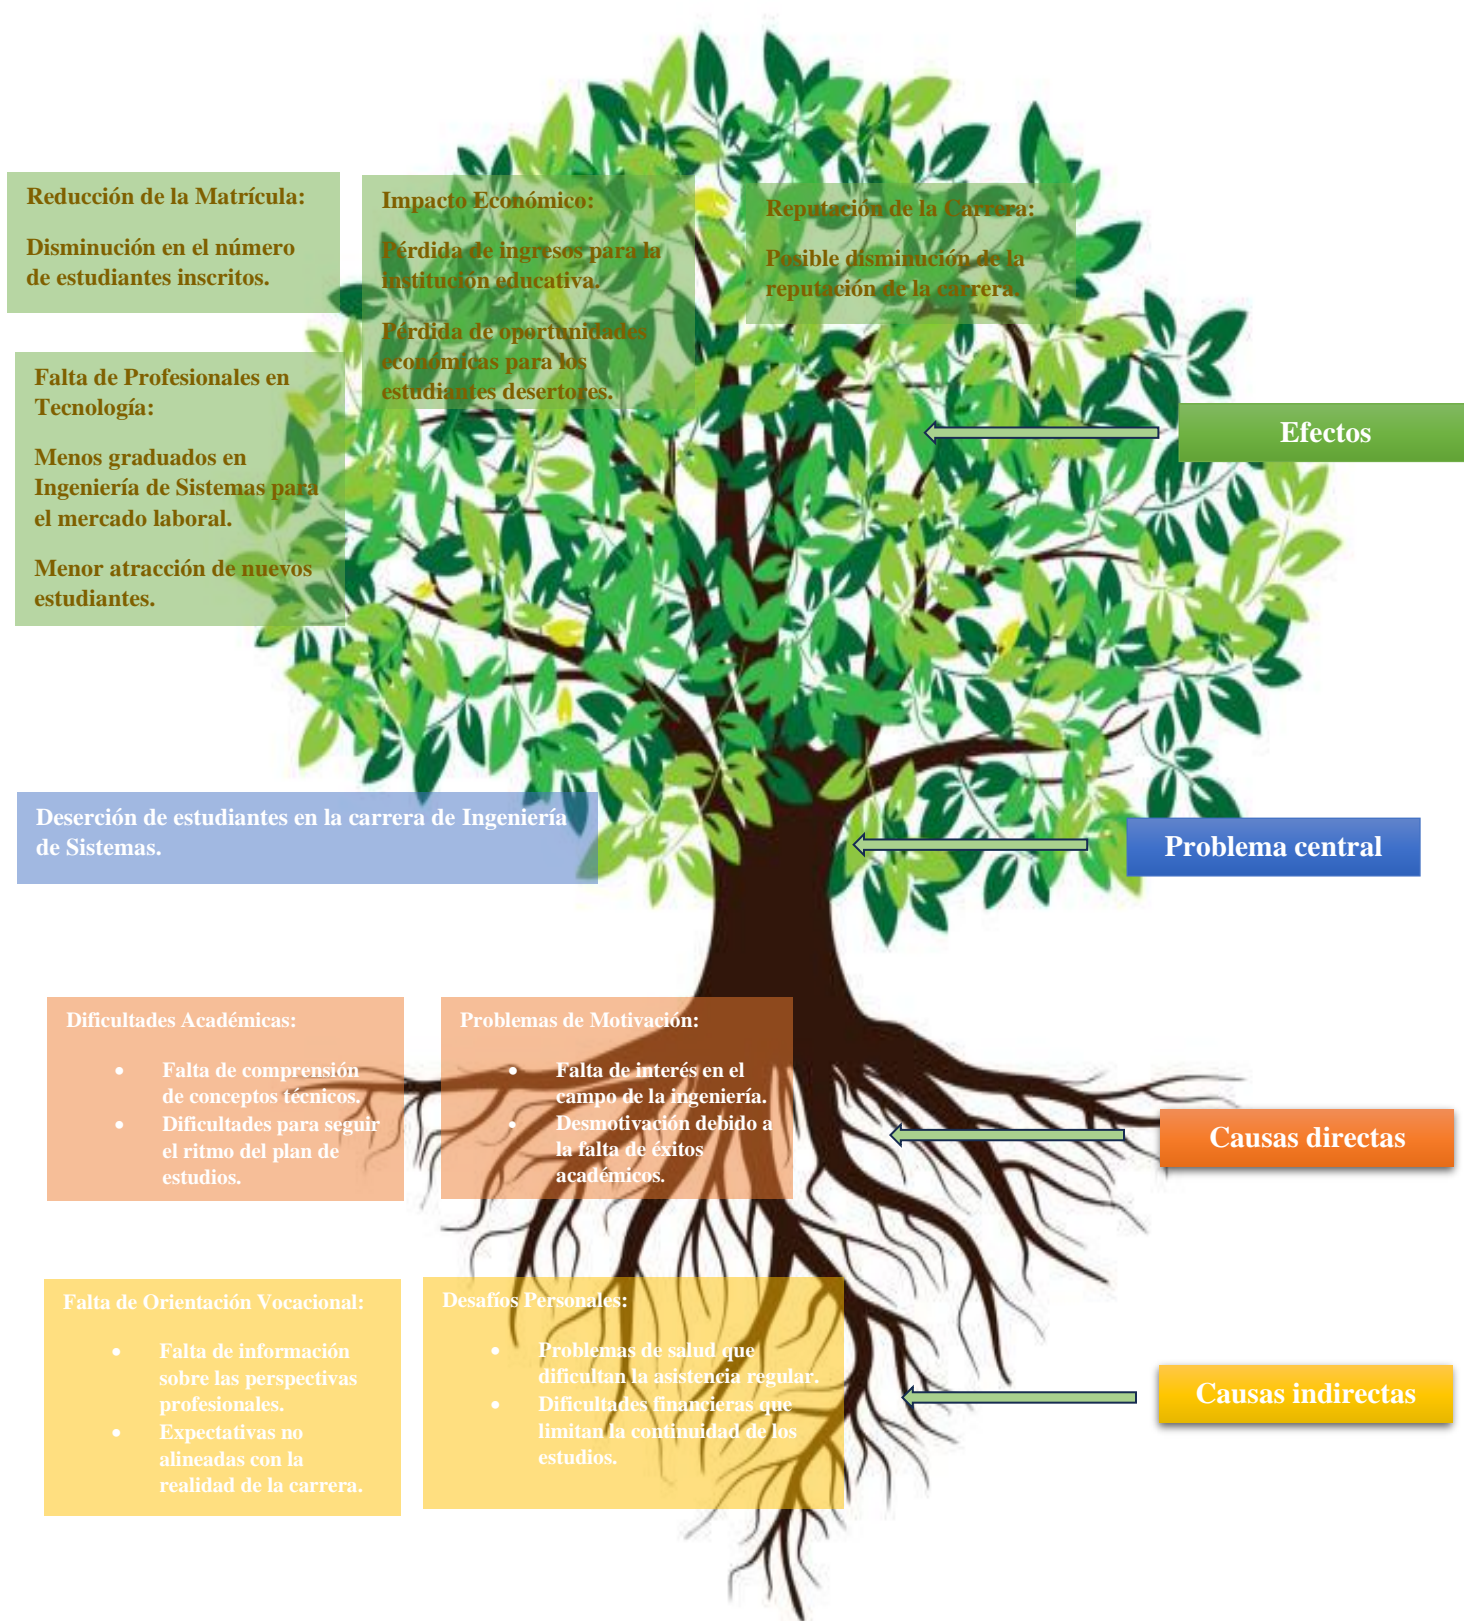 Reducción de la Matrícula:
Disminución en el número
de estudiantes inscritos.
Impacto Económico:
Pérdida de ingresos para la
institución educativa.
Pérdida de oportunidades
económicas para los
estudiantes desertores.
Reputación de la Carrera:
Posible disminución de la
reputación de la carrera.
Falta de Profesionales en
Tecnología:
Menos graduados en
Ingeniería de Sistemas para
el mercado laboral.
Menor atracción de nuevos
estudiantes.
Efectos
Deserción de estudiantes en la carrera de Ingeniería
de Sistemas.
Problema central
Dificultades Académicas:
• Falta de comprensión
de conceptos técnicos.
• Dificultades para seguir
el ritmo del plan de
estudios.
Problemas de Motivación:
• Falta de interés en el
campo de la ingeniería.
• Desmotivación debido a
la falta de éxitos
académicos.
Causas directas
Falta de Orientación Vocacional:
• Falta de información
sobre las perspectivas
profesionales.
• Expectativas no
alineadas con la
realidad de la carrera.
Desafíos Personales:
• Problemas de salud que
dificultan la asistencia regular.
• Dificultades financieras que
limitan la continuidad de los
estudios.
Causas indirectas